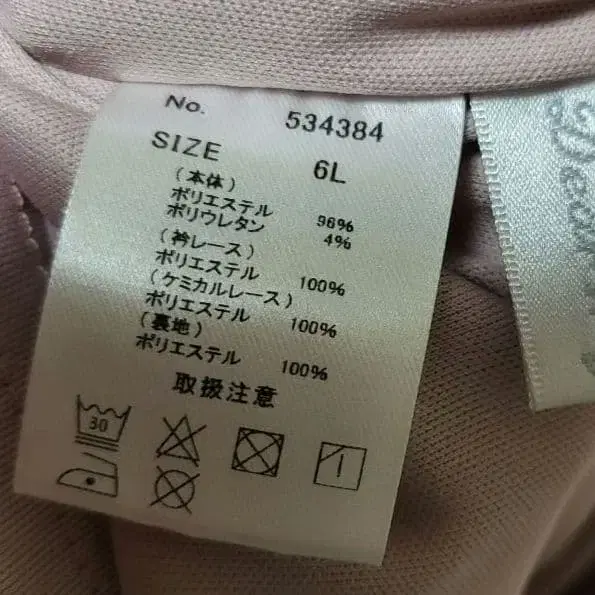 No. 534384
SIZE 6L
(本体)
ポリエステル 96%
ポリウレタン 4%
(衿レース)
ポリエステル 100%
(ケミカルレース)
ポリエステル 100%
(裏地)
ポリエステル 100%
取扱注意
30